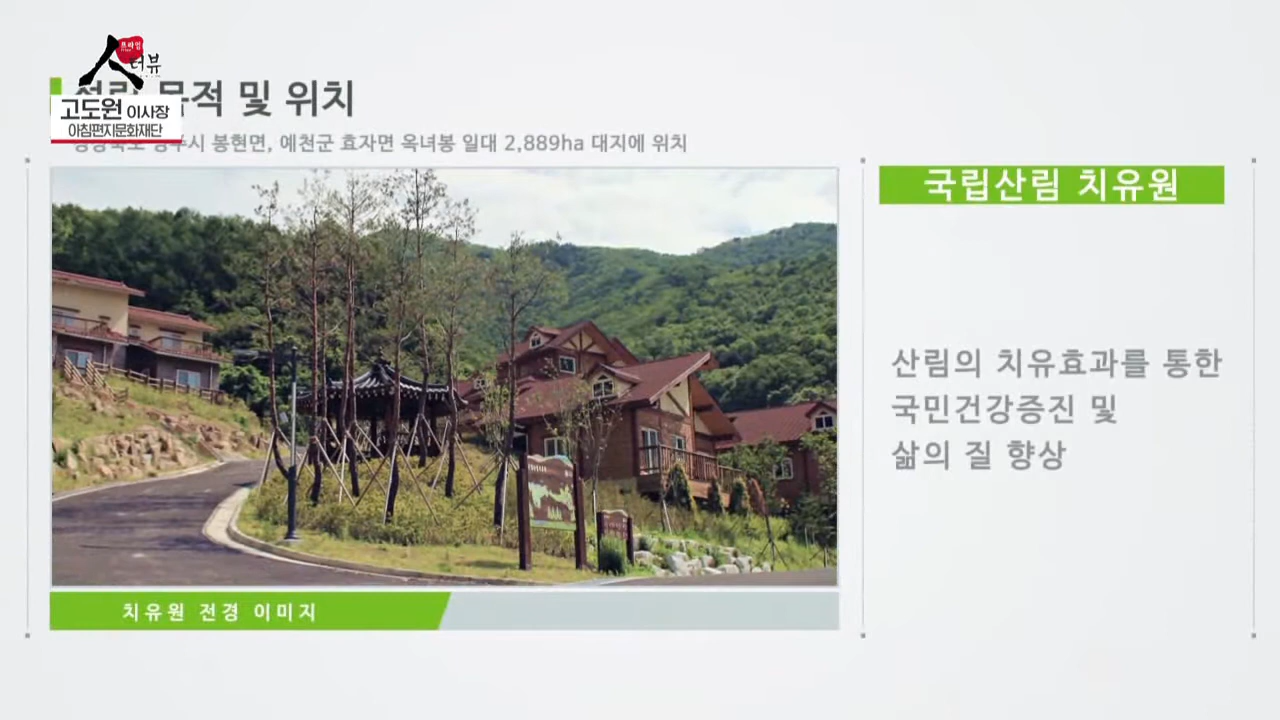 人
프라임
터뷰
고도원 이사장
아침편지문화재단
목적 및 위치
봉현면, 예천군 효자면 옥녀봉 일대 2,889ha 대지에 위치
국립산림 치유원
산림의 치유효과를 통한
국민건강증진 및
삶의 질 향상
치유원 전경 이미지